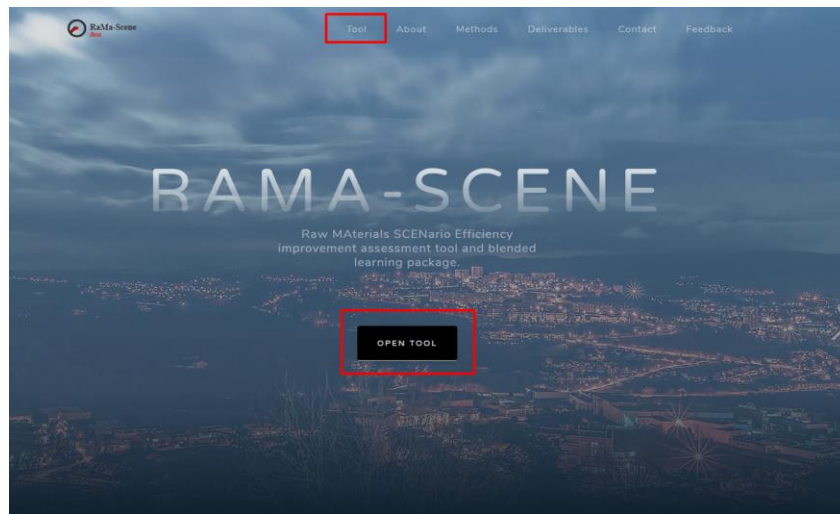 RaMa-Scene
Beta
Tool About Methods Deliverables Contact Feedback
RAMA-SCENE
Raw MAterials SCENario Efficiency
improvement assessment tool and blended
learning package.
OPEN TOOL